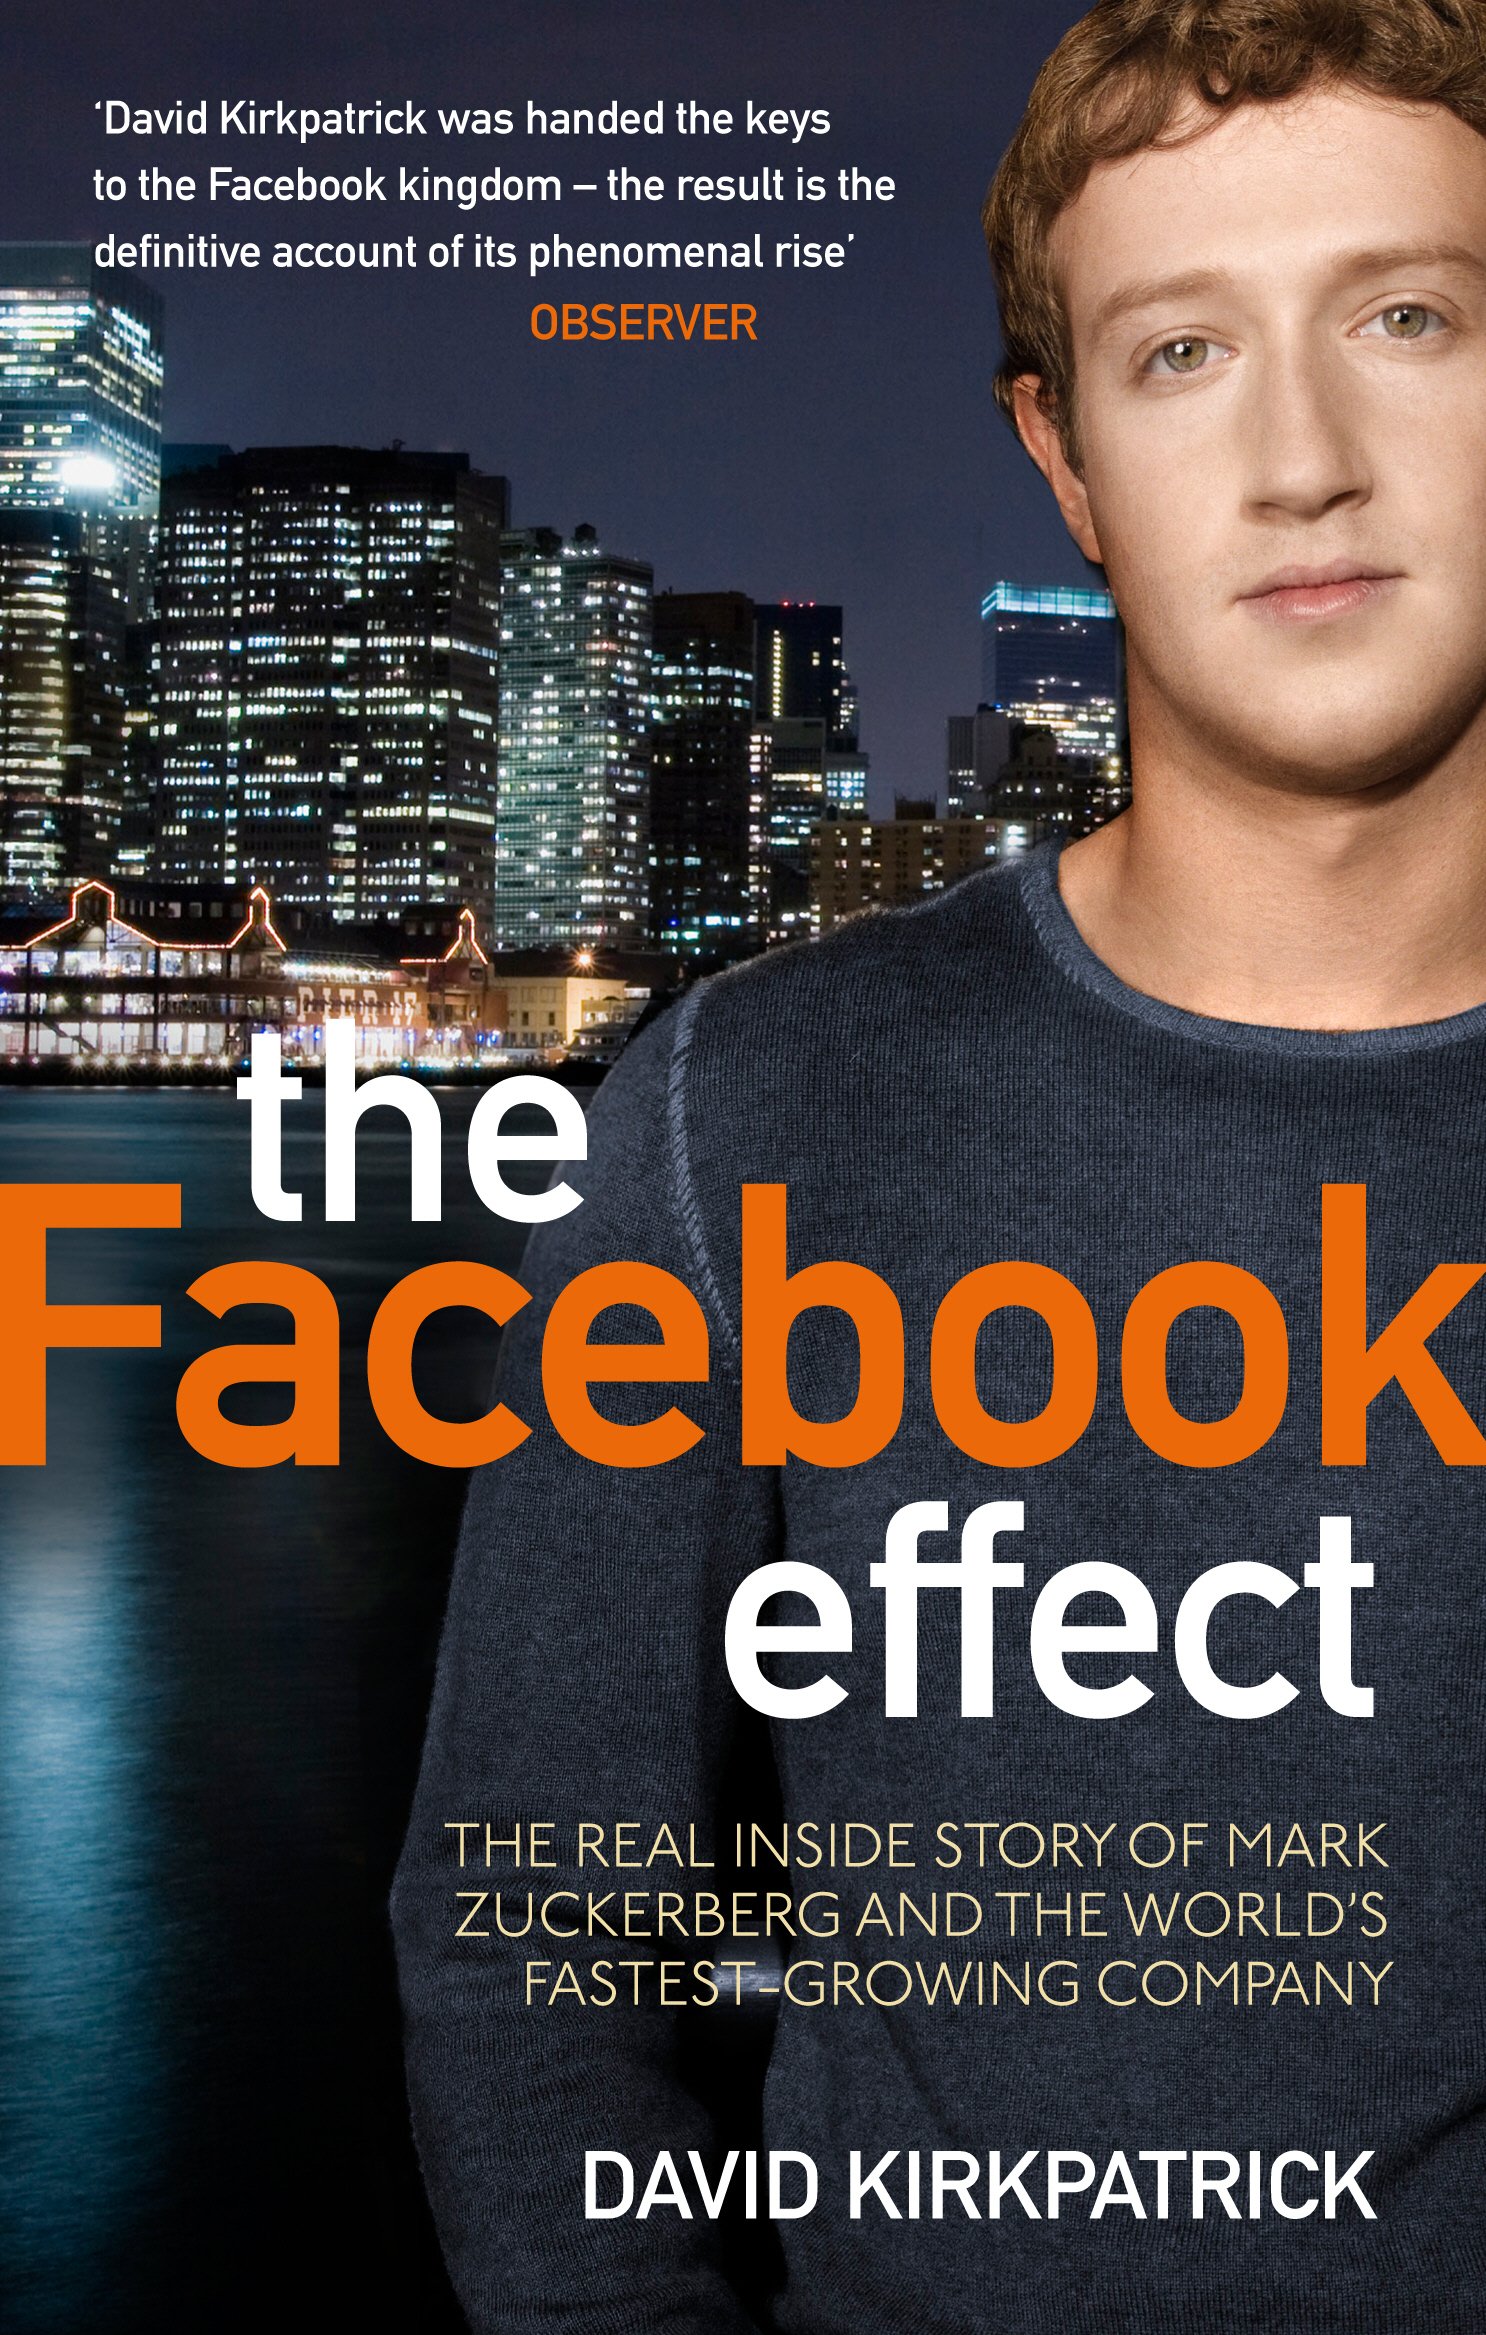 ‘David Kirkpatrick was handed the keys
to the Facebook kingdom – the result is the
definitive account of its phenomenal rise’
OBSERVER
the
Facebook
effect
THE REAL INSIDE STORY OF MARK
ZUCKERBERG AND THE WORLD’S
FASTEST-GROWING COMPANY
DAVID KIRKPATRICK